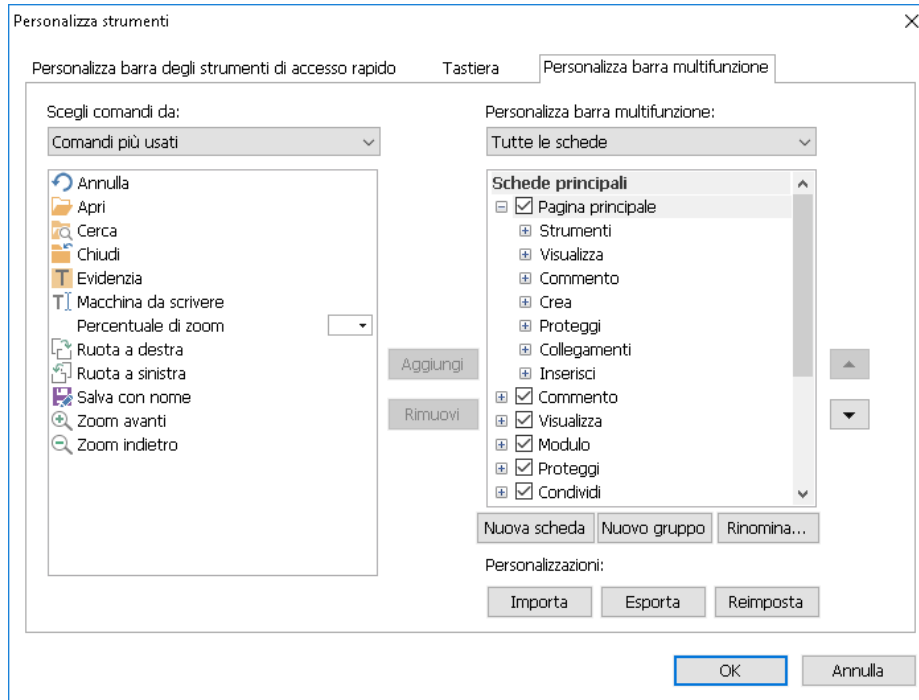 Personalizza strumenti
Personalizza barra degli strumenti di accesso rapido
Tastiera
Personalizza barra multifunzione
Scegli comandi da:
Comandi più usati
Annulla
Apri
Cerca
Chiudi
T Evidenzia
T Macchina da scrivere
Percentuale di zoom
Ruota a destra
Ruota a sinistra
Salva con nome
Zoom avanti
Zoom indietro
Aggiungi
Rimuovi
Personalizza barra multifunzione:
Tutte le schede
Schede principali
Pagina principale
Strumenti
Visualizza
Commento
Crea
Proteggi
Collegamenti
Inserisci
Commento
Visualizza
Modulo
Proteggi
Condividi
Nuova scheda Nuovo gruppo Rinomina...
Personalizzazioni:
Importa Esporta Reimposta
OK Annulla